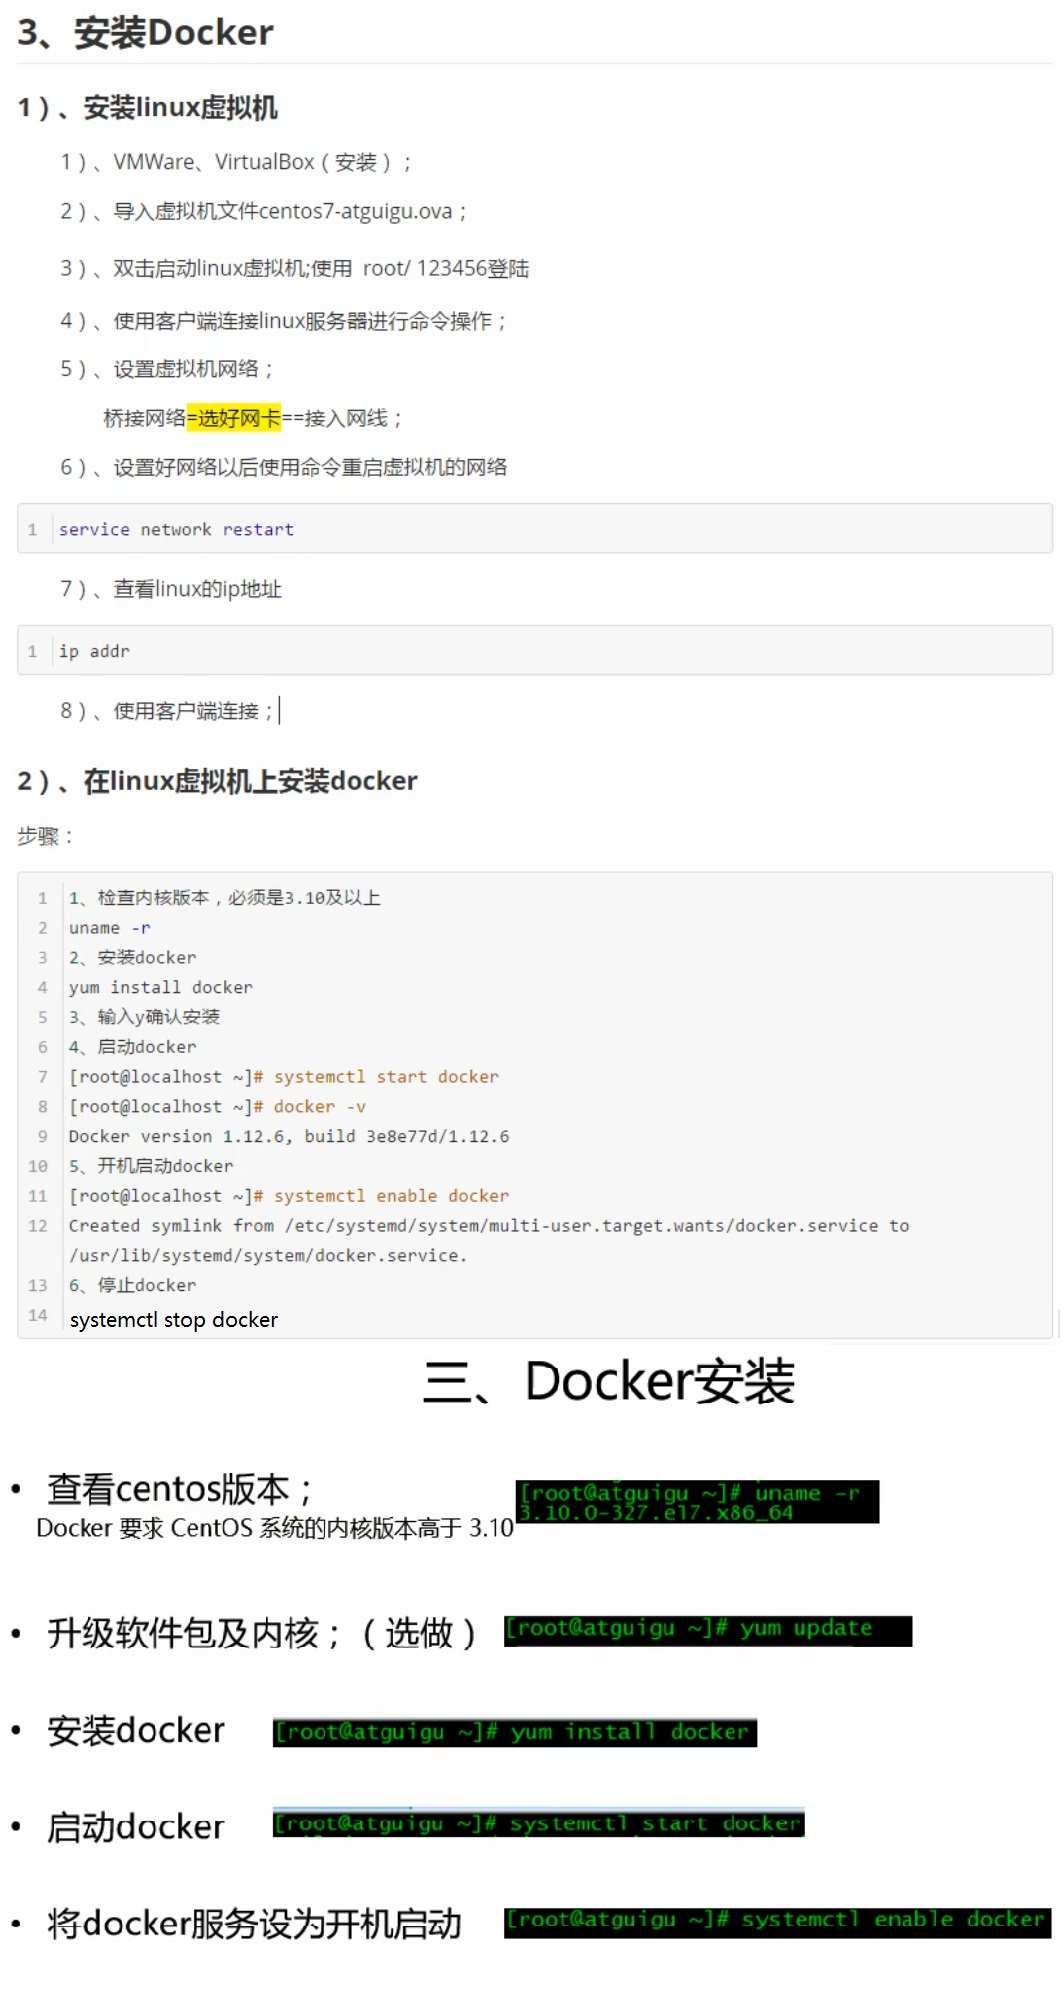 3、安装Docker
1）、安装linux虚拟机
1）、VMWare、VirtualBox（安装）；
2）、导入虚拟机文件centos7-atguigu.ova；
3）、双击启动linux虚拟机;使用 root/ 123456登陆
4）、使用客户端连接linux服务器进行命令操作；
5）、设置虚拟机网络；
桥接网络=选好网卡==接入网线；
6）、设置好网络以后使用命令重启虚拟机的网络
1 service network restart
7）、查看linux的ip地址
1 ip addr
8）、使用客户端连接；
2）、在linux虚拟机上安装docker
步骤：
1 1、检查内核版本，必须是3.10及以上
2 uname -r
3 2、安装docker
4 yum install docker
5 3、输入y确认安装
6 4、启动docker
7 [root@localhost ~]# systemctl start docker
8 [root@localhost ~]# docker -v
9 Docker version 1.12.6, build 3e8e77d/1.12.6
10 5、开机启动docker
11 [root@localhost ~]# systemctl enable docker
12 Created symlink from /etc/systemd/system/multi-user.target.wants/docker.service to
/usr/lib/systemd/system/docker.service.
13 6、停止docker
14 systemctl stop docker
三、Docker安装
• 查看centos版本；
[root@atguigu ~]# uname -r
3.10.0-327.el7.x86_64
Docker 要求 CentOS 系统的内核版本高于 3.10
• 升级软件包及内核；（选做） [root@atguigu ~]# yum update
• 安装docker [root@atguigu ~]# yum install docker
• 启动docker [root@atguigu ~]# systemctl start docker
• 将docker服务设为开机启动 [root@atguigu ~]# systemctl enable docker